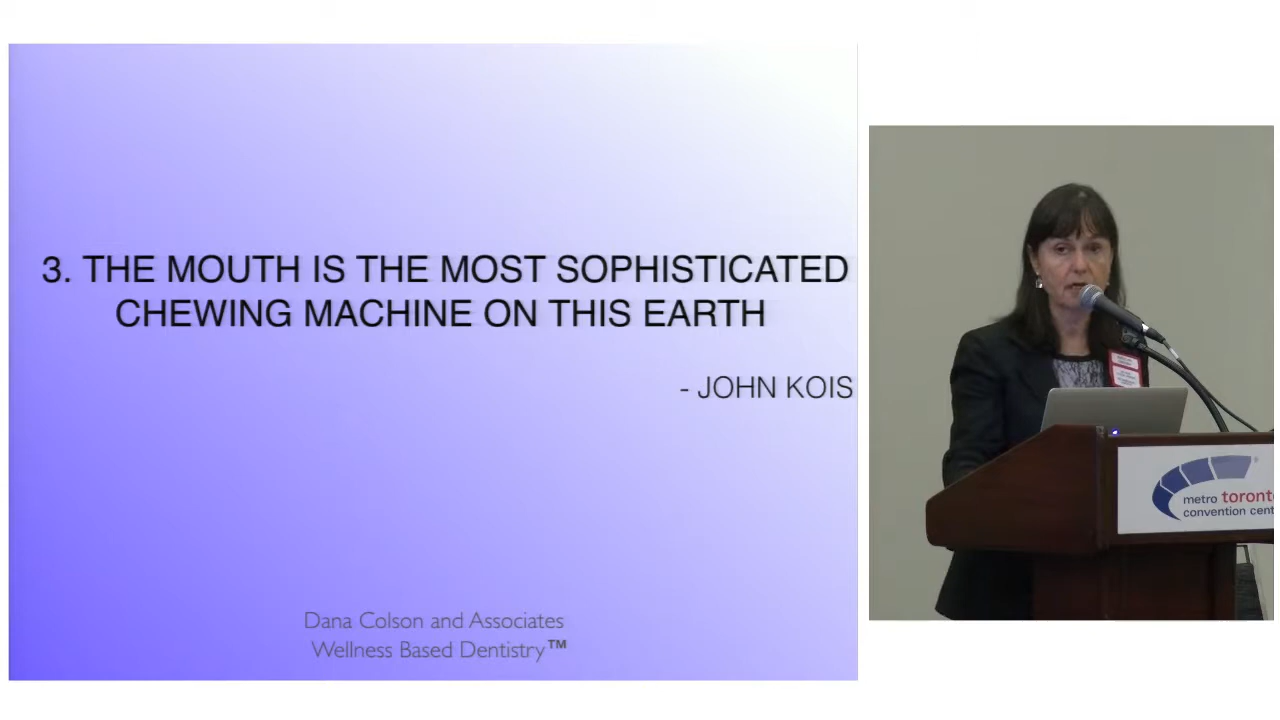 3. THE MOUTH IS THE MOST SOPHISTICATED
CHEWING MACHINE ON THIS EARTH
- JOHN KOIS
Dana Colson and Associates
Wellness Based Dentistry™
metro toront
convention cent